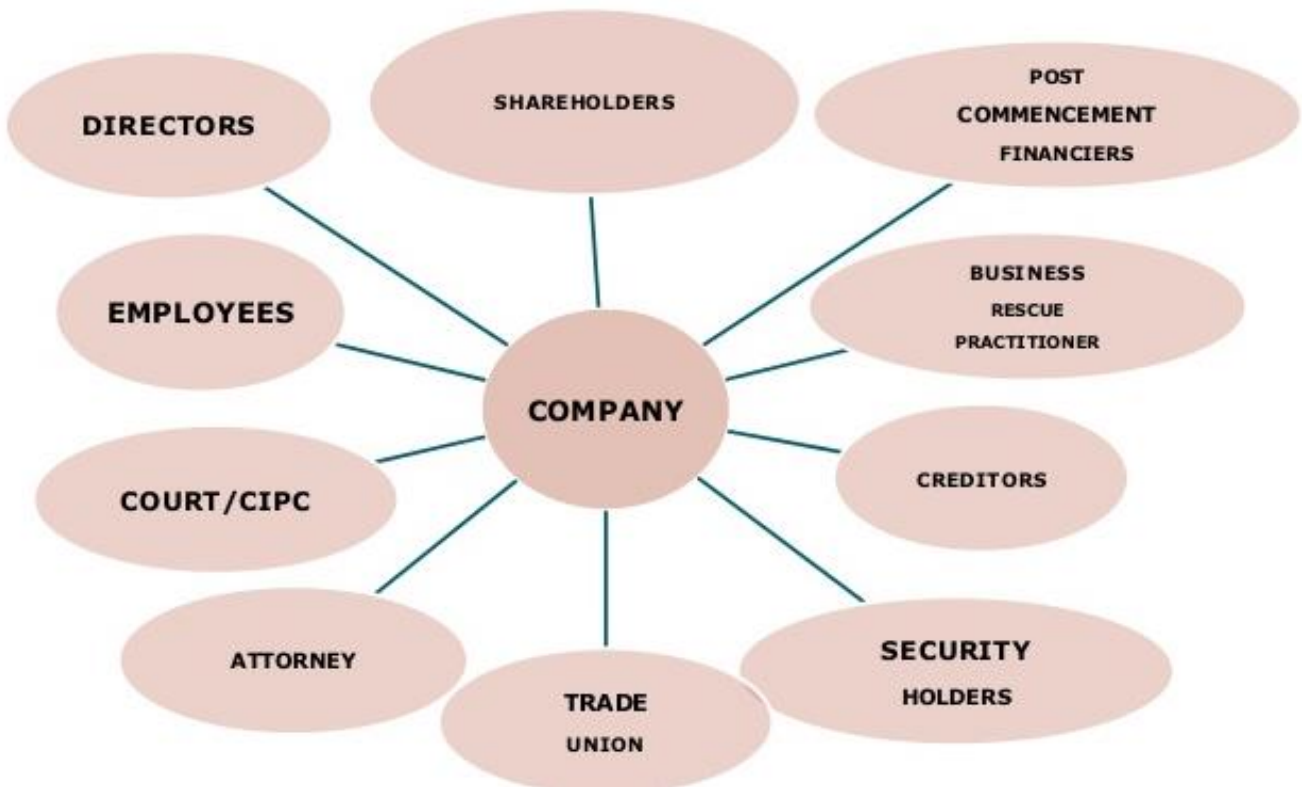 DIRECTORS
SHAREHOLDERS
POST
COMMENCEMENT
FINANCIERS
EMPLOYEES
BUSINESS
RESCUE
PRACTITIONER
COMPANY
COURT/CIPC
CREDITORS
ATTORNEY
TRADE
UNION
SECURITY
HOLDERS